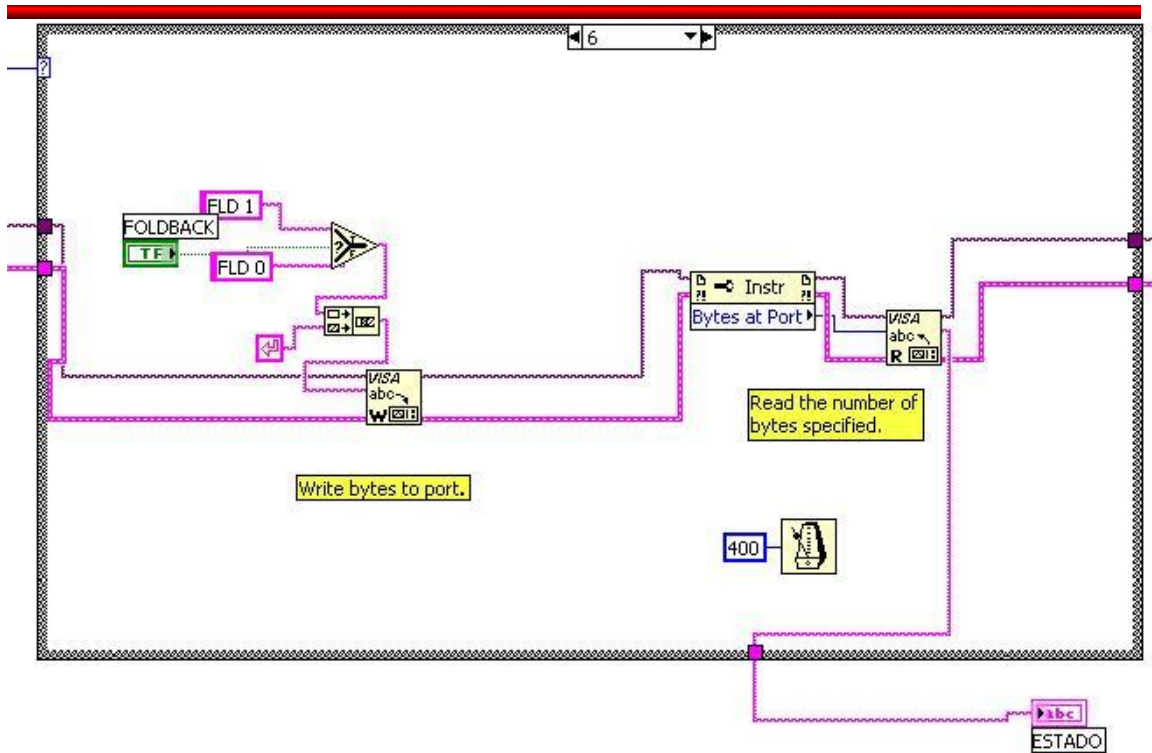 6
?
FLD 1
FOLDBACK
TF
?
T
F
FLD 0
Instr
?!
?!
Bytes at Port
VISA
abc
R
VISA
abc
W
Read the number of
bytes specified.
Write bytes to port.
400
abc
ESTADO